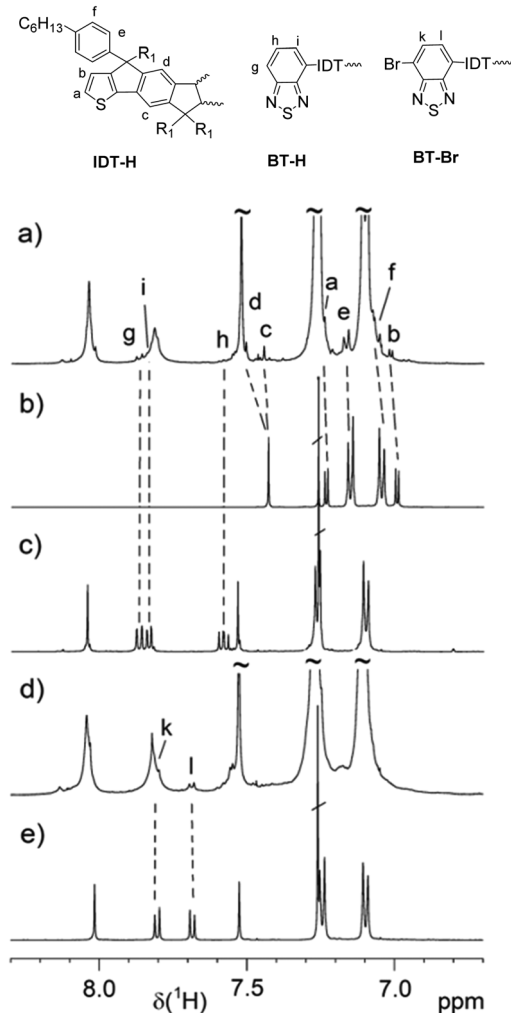 f
C6H13 e
R1
d
b
S
a
c
R1 R1
IDT-H
h i
g
IDT
N N
S
BT-H
k l
Br IDT
N N
S
BT-Br
a)
~ ~ ~
g i h d c a e f b
b)
c)
d)
~ ~ ~
k l
e)
8.0 7.5 7.0
δ(¹H) ppm